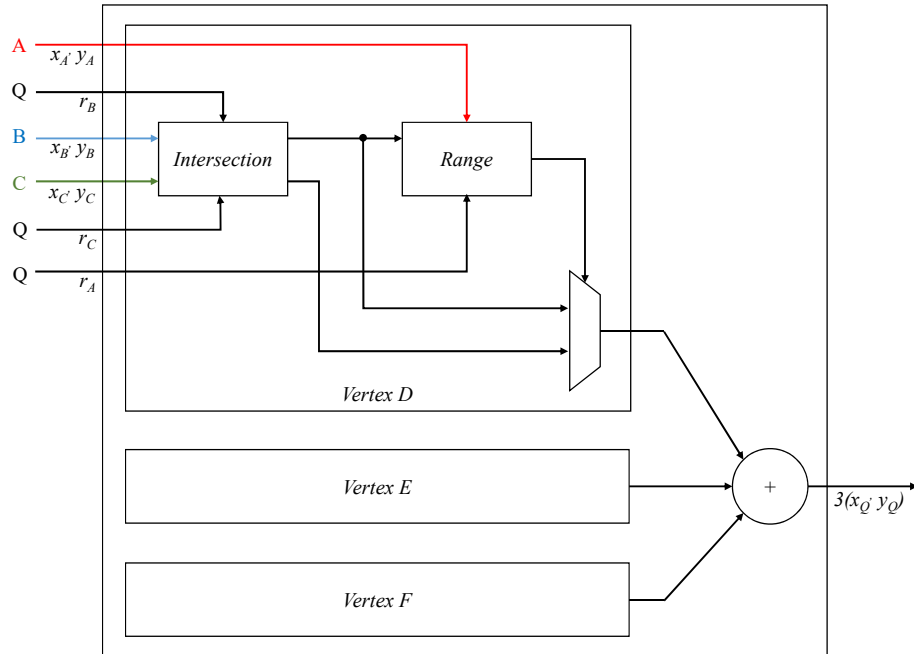 A
x_A; y_A
Q
r_B
B
x_B; y_B
Intersection
Range
C
x_C; y_C
Q
r_C
Q
r_A
Vertex D
Vertex E
+
3(x_Q; y_Q)
Vertex F